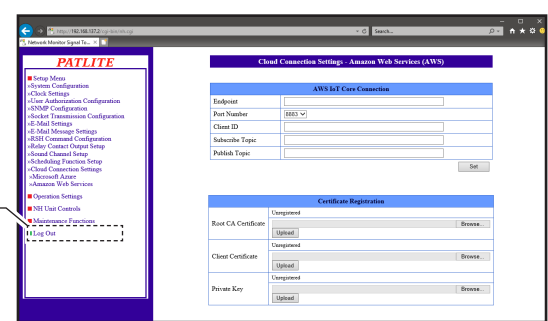 http://192.168.137.2/cgi-bin/nh.cgi
Search...
Network Monitor Signal To...
PATLITE
Setup Menu
»System Configuration
»Clock Settings
»User Authorization Configuration
»SNMP Configuration
»Socket Transmission Configuration
»E-Mail Settings
»E-Mail Message Settings
»RSH Command Configuration
»Relay Contact Output Setup
»Sound Channel Setup
»Scheduling Function Setup
»Cloud Connection Settings
»Microsoft Azure
»Amazon Web Services
Operation Settings
NH Unit Controls
Maintenance Functions
Log Out
Cloud Connection Settings - Amazon Web Services (AWS)
AWS IoT Core Connection
Endpoint
Port Number 8883
Client ID
Subscribe Topic
Publish Topic
Set
Certificate Registration
Root CA Certificate
Unregistered
Browse...
Upload
Client Certificate
Unregistered
Browse...
Upload
Private Key
Unregistered
Browse...
Upload